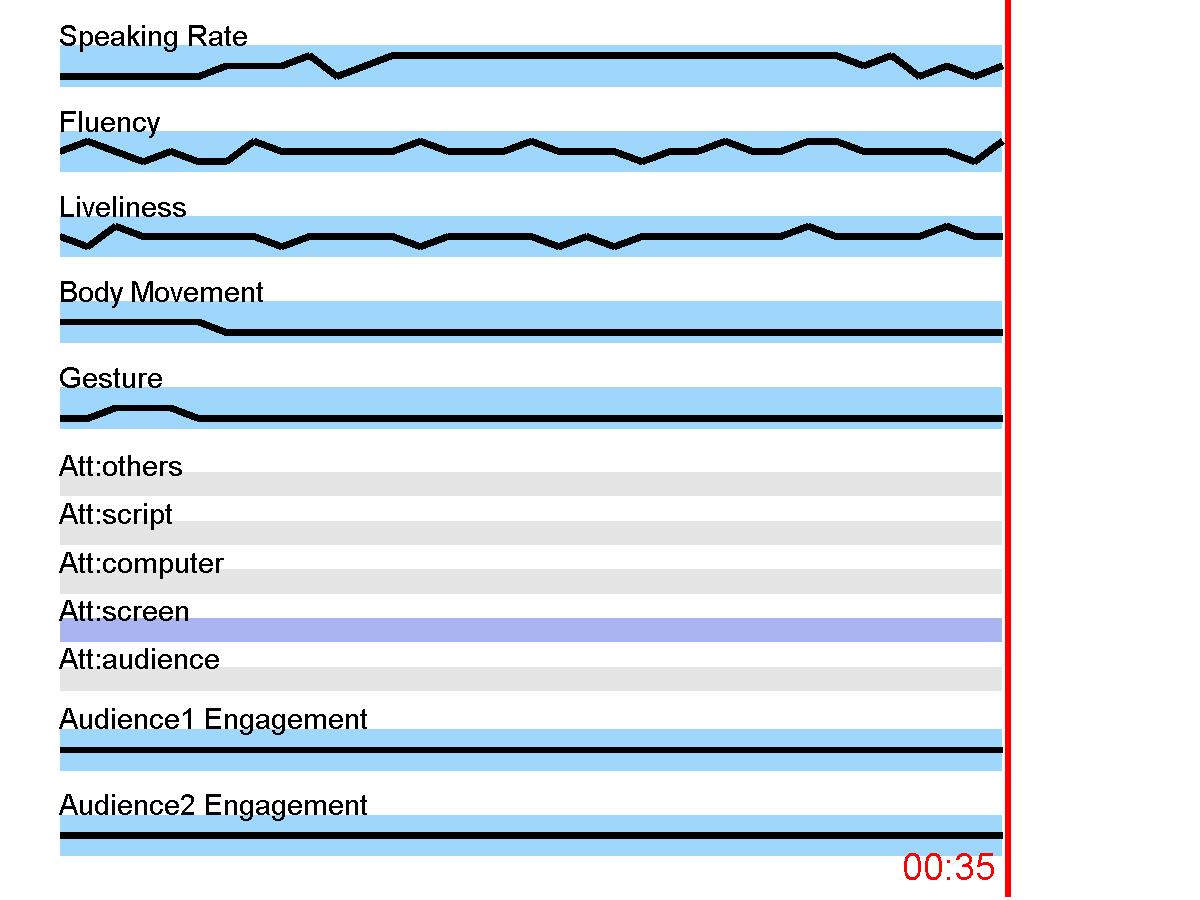 Speaking Rate
Fluency
Liveliness
Body Movement
Gesture
Att:others
Att:script
Att:computer
Att:screen
Att:audience
Audience1 Engagement
Audience2 Engagement
00:35